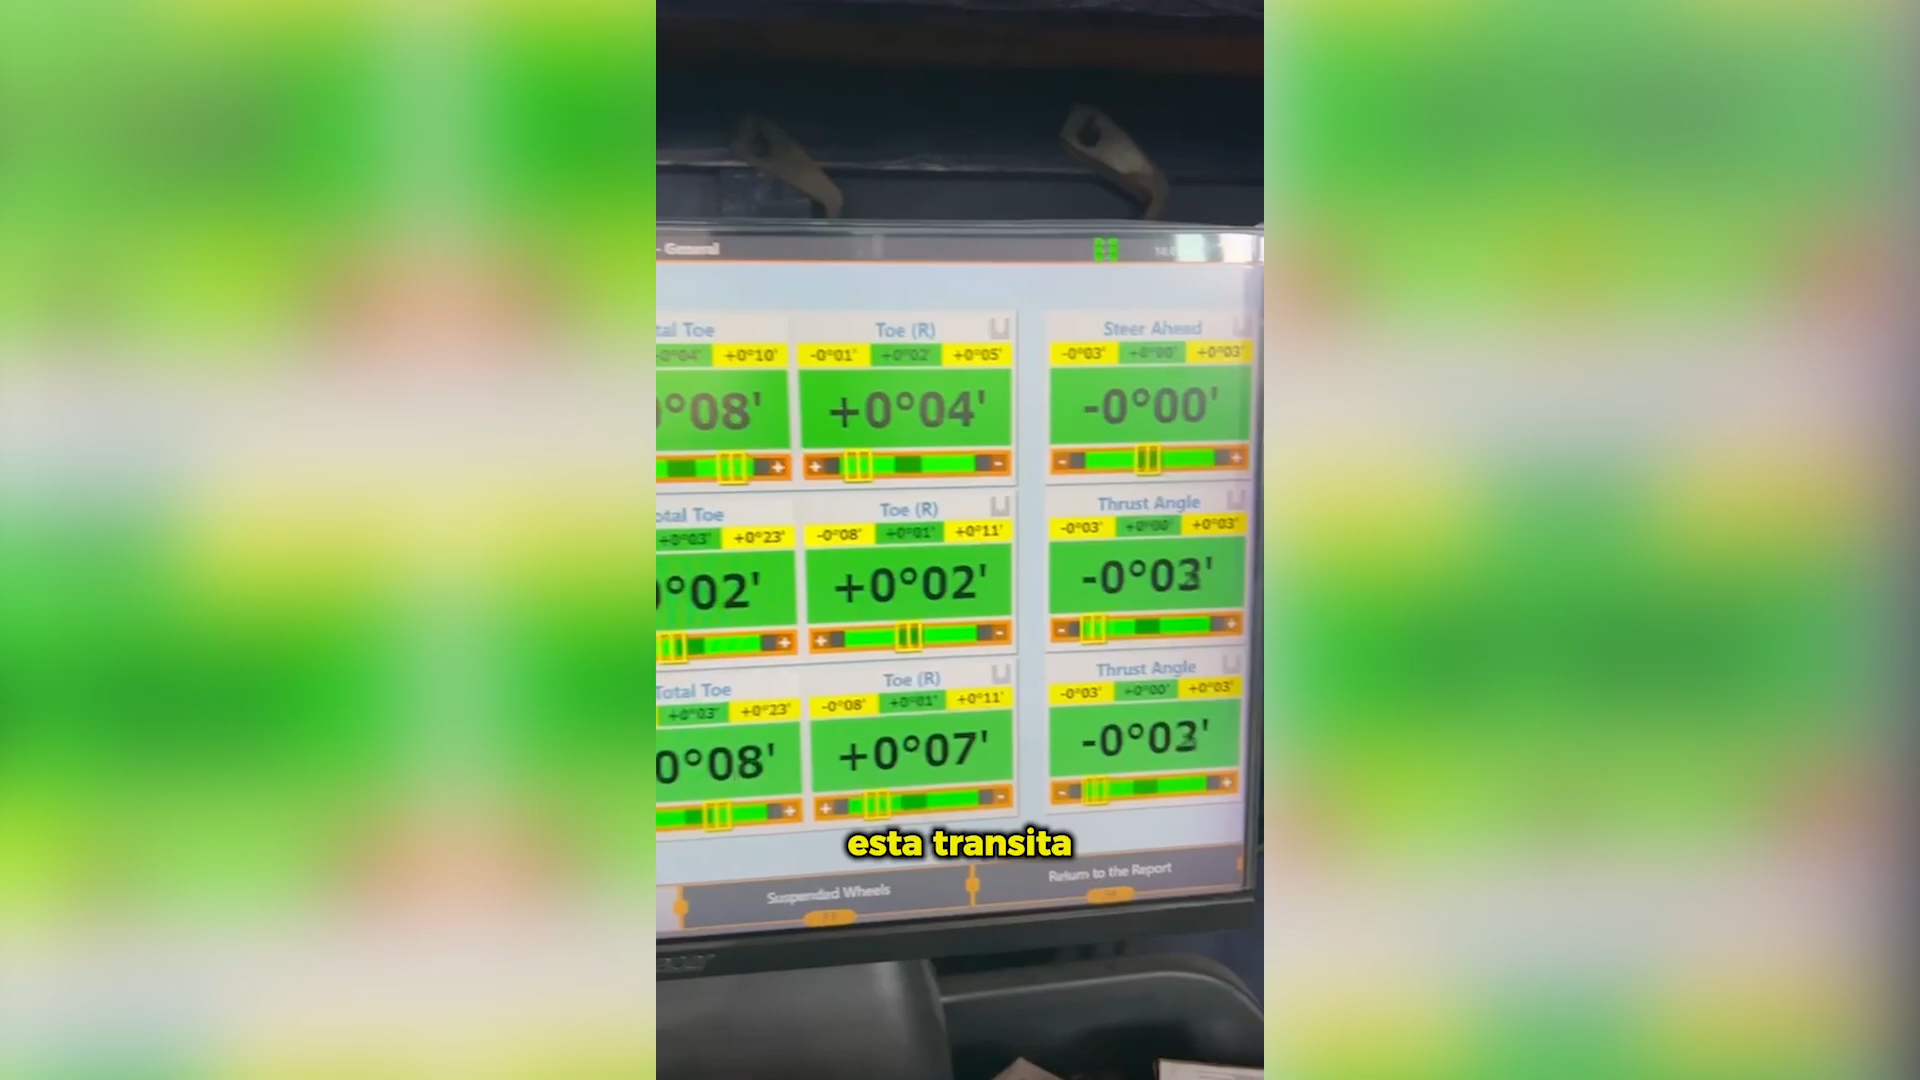 - General
tal Toe
Toe (R)
Steer Ahead
-0°04' +0°10'
-0°01' +0°02' +0°05'
-0°03' +0°00' +0°03'
0°08'
+0°04'
-0°00'
otal Toe
Toe (R)
Thrust Angle
+0°03' +0°23'
-0°08' +0°01' +0°11'
-0°03' +0°00' +0°03'
0°02'
+0°02'
-0°03'
Total Toe
Toe (R)
Thrust Angle
+0°03' +0°23'
-0°08' +0°01' +0°11'
-0°03' +0°00' +0°03'
0°08'
+0°07'
esta transita
Suspended Wheels
Return to the Report